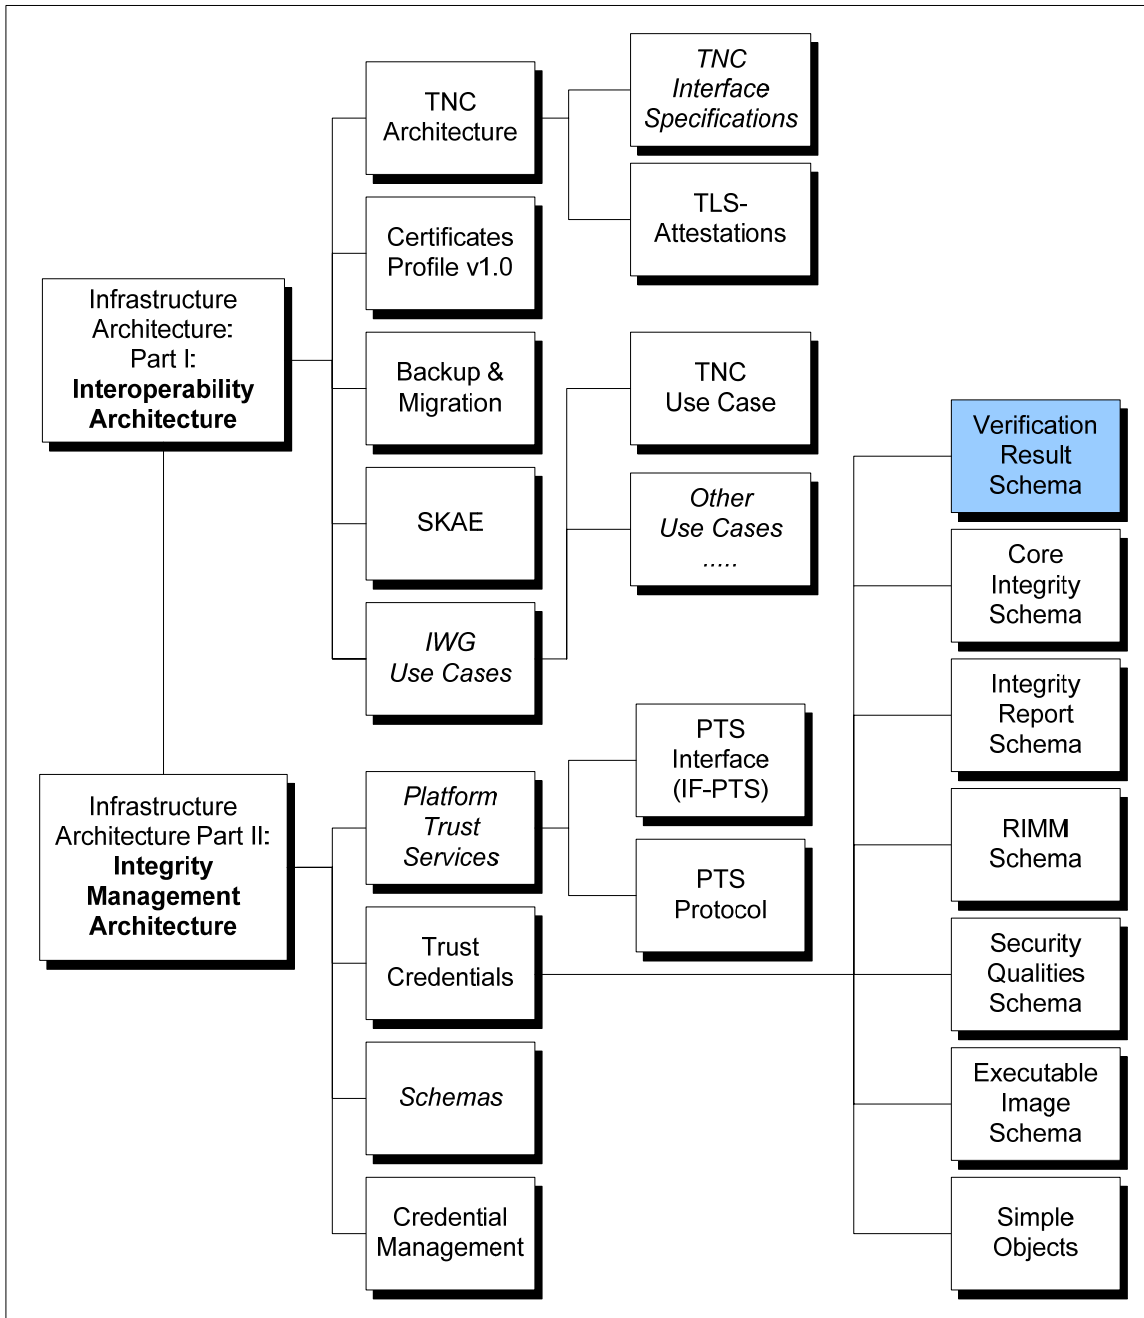 Infrastructure
Architecture:
Part I:
Interoperability
Architecture
TNC
Architecture
TNC
Interface
Specifications
TLS-
Attestations
Certificates
Profile v1.0
Backup &
Migration
SKAE
IWG
Use Cases
TNC
Use Case
Other
Use Cases
.....
Infrastructure
Architecture Part II:
Integrity
Management
Architecture
Platform
Trust
Services
PTS
Interface
(IF-PTS)
PTS
Protocol
Trust
Credentials
Schemas
Credential
Management
Verification
Result
Schema
Core
Integrity
Schema
Integrity
Report
Schema
RIMM
Schema
Security
Qualities
Schema
Executable
Image
Schema
Simple
Objects